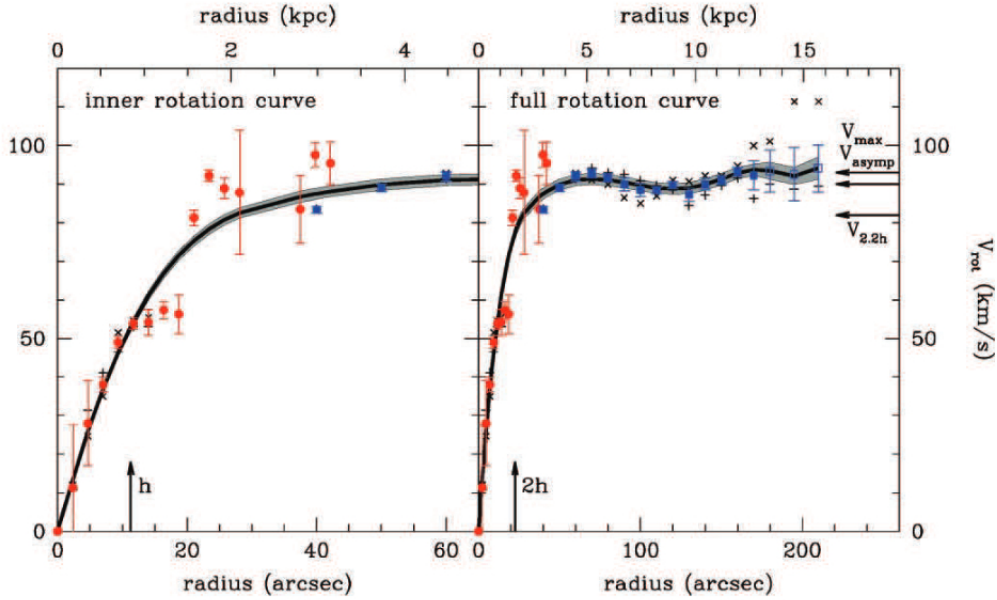 radius (kpc) radius (kpc)
0 1 2 3 4 0 5 10 15
inner rotation curve full rotation curve
100 V_max 100
V_asymp
V_2.2h
50 50
V_rot (km/s)
h 2h
0 0
0 20 40 60 0 100 200
radius (arcsec) radius (arcsec)